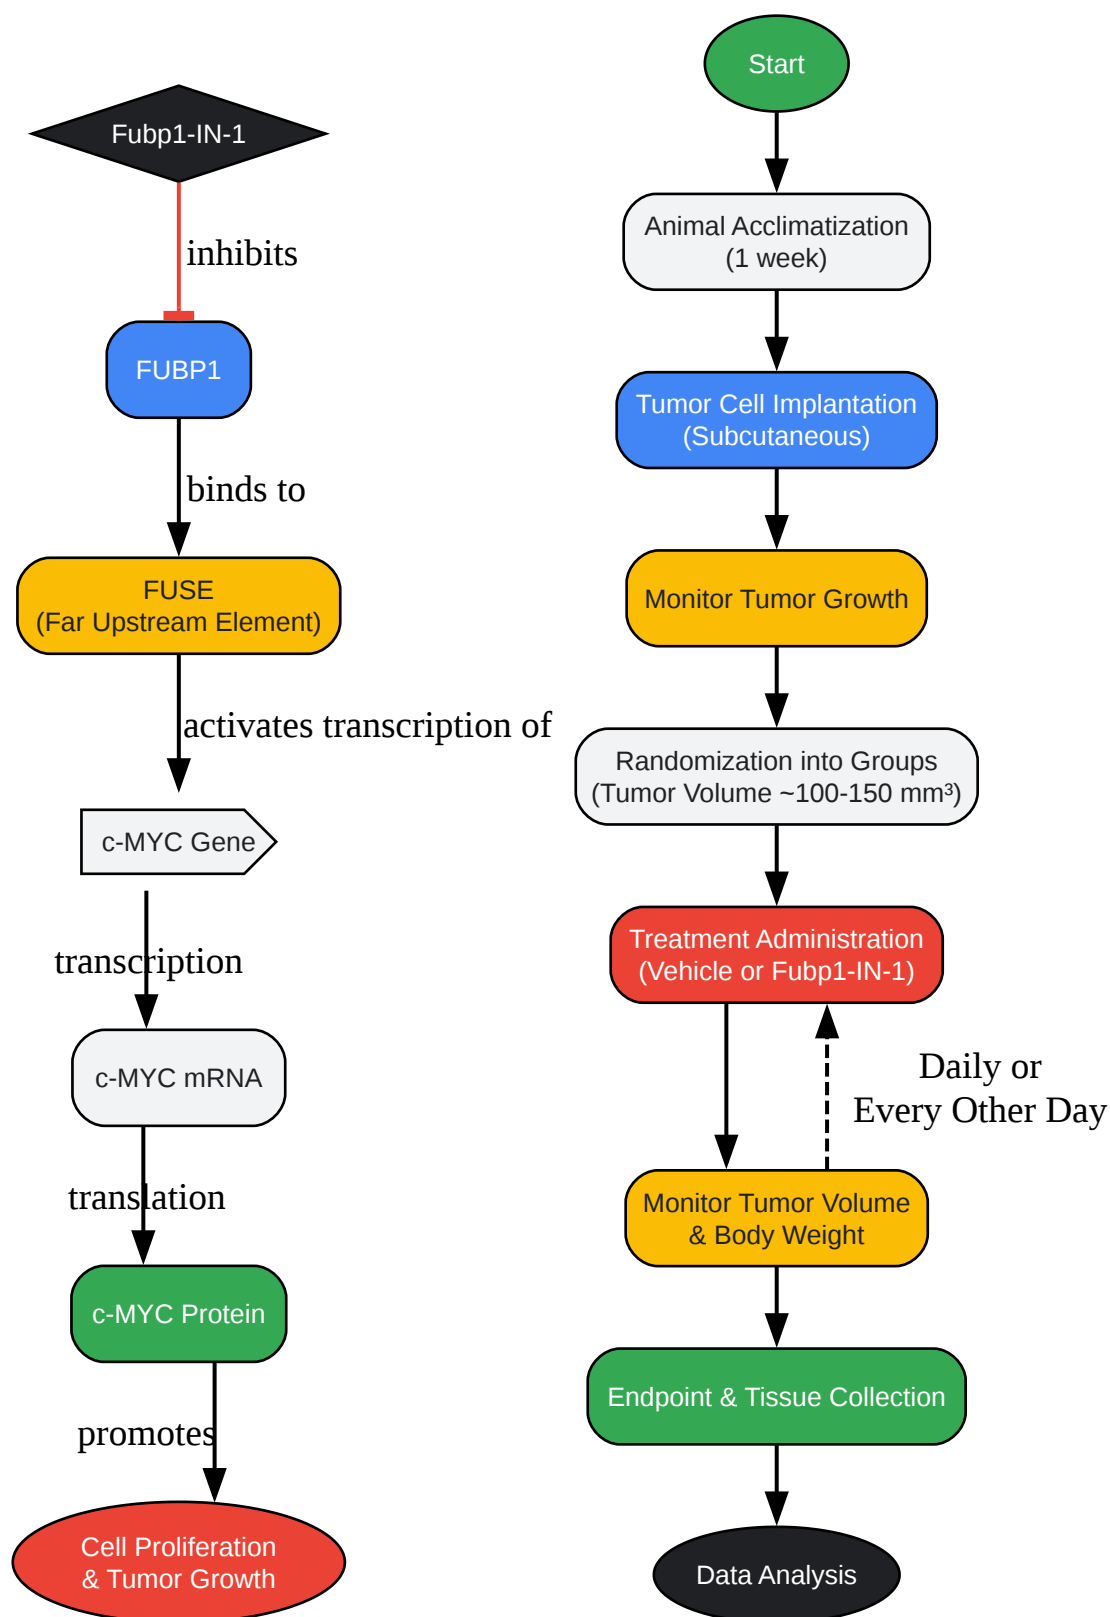 Fubp1-IN-1
inhibits
FUBP1
binds to
FUSE
(Far Upstream Element)
activates transcription of
c-MYC Gene
transcription
c-MYC mRNA
translation
c-MYC Protein
promotes
Cell Proliferation
& Tumor Growth
Start
Animal Acclimatization
(1 week)
Tumor Cell Implantation
(Subcutaneous)
Monitor Tumor Growth
Randomization into Groups
(Tumor Volume ~100-150 mm³)
Treatment Administration
(Vehicle or Fubp1-IN-1)
Daily or
Every Other Day
Monitor Tumor Volume
& Body Weight
Endpoint & Tissue Collection
Data Analysis